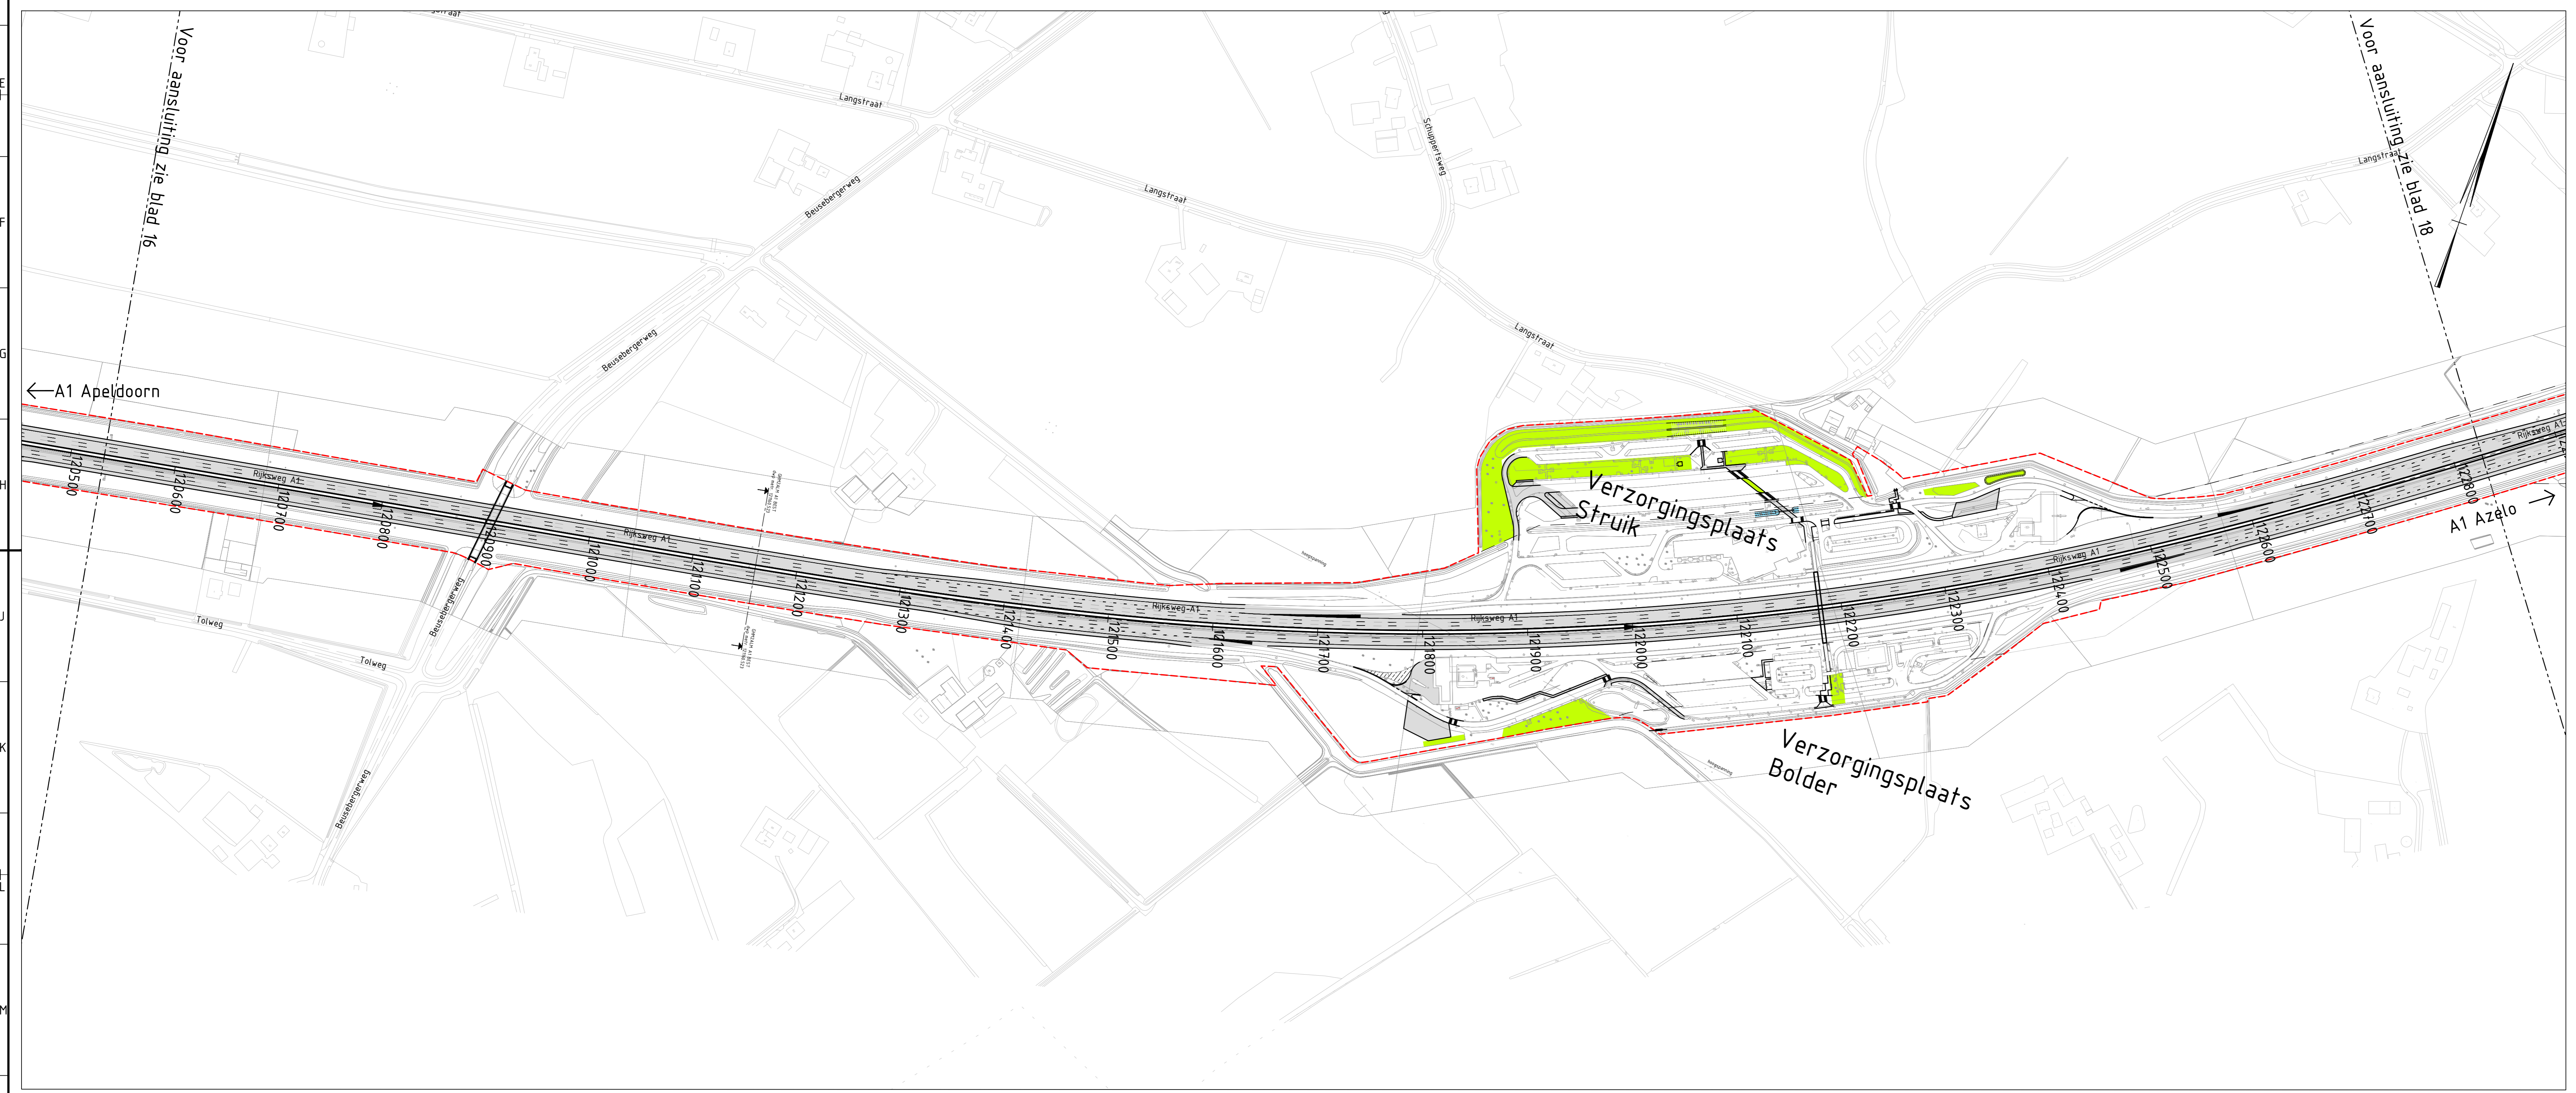 Voor aansluiting zie blad 16
Voor aansluiting zie blad 18
Langstraat
Langstraat
Langstraat
Langstraat
Schuppertsweg
Beusebergerweg
Beusebergerweg
Beusebergerweg
Beusebergerweg
Tolweg
Tolweg
A1 Apeldoorn
A1 Azelo
Rijksweg A1
Rijksweg A1
Rijksweg A1
Rijksweg A1
Rijksweg A1
Rijksweg A1
120500
120600
120700
120800
120900
121000
121100
121200
121300
121400
121500
121600
121700
121800
121900
122000
122100
122200
122300
122400
122500
122600
122700
122800
Verzorgingsplaats
Struik
Verzorgingsplaats
Bolder
E
F
G
H
J
K
L
M